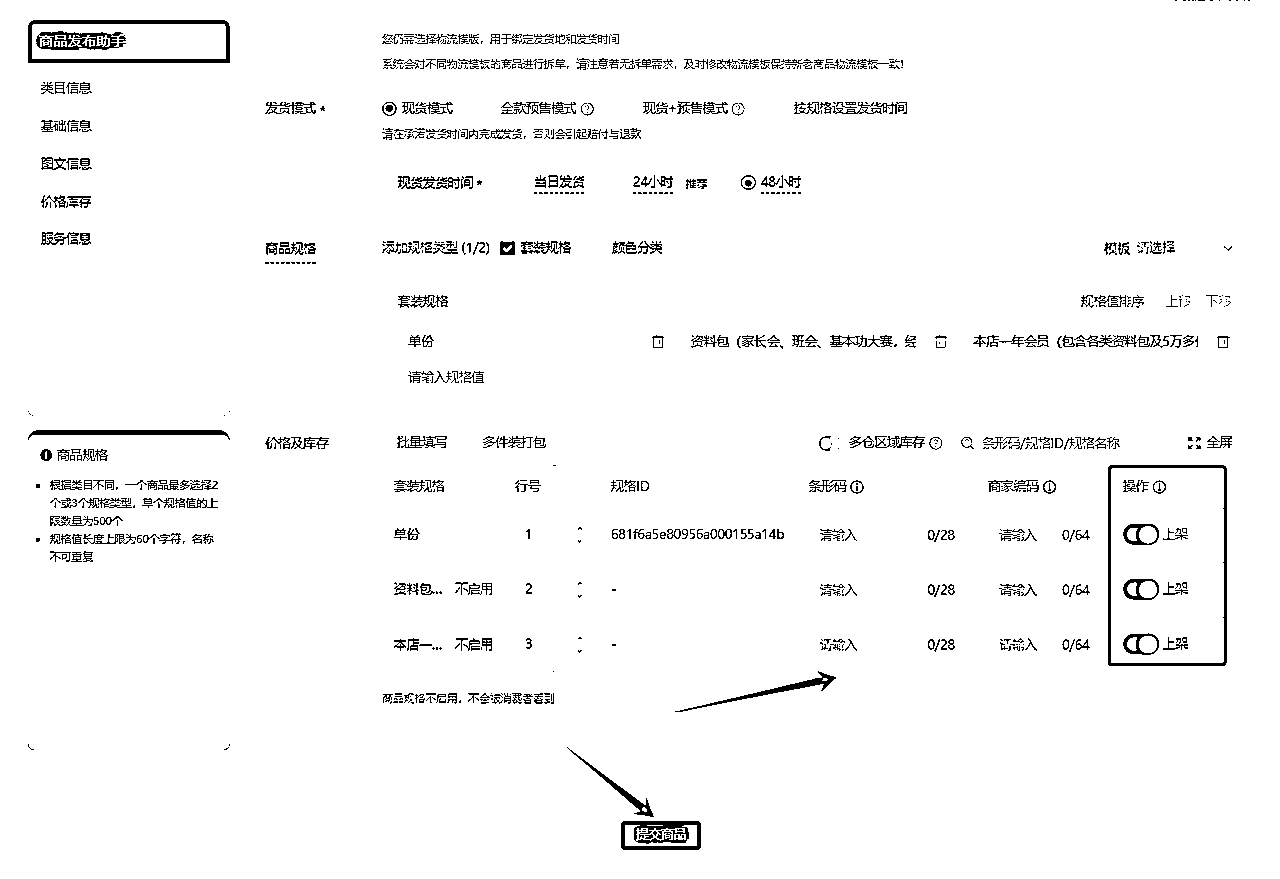 商品发布助手
类目信息
基础信息
图文信息
价格库存
服务信息
您仍需选择物流模版，用于绑定发货地和发货时间
系统会对不同物流模板的商品进行拆单，请注意若无拆单需求，及时修改物流模板保持新老商品物流模板一致！
发货模式 *
现货模式 全款预售模式 现货+预售模式 按规格设置发货时间
请在承诺发货时间内完成发货，否则会引起赔付与退款
现货发货时间 * 当日发货 24小时 推荐 48小时
商品规格 添加规格类型 (1/2) 套装规格 颜色分类 模板 请选择
套装规格 规格值排序 上移 下移
单份 资料包（家长会、班会、基本功大赛，经 本店一年会员（包含各类资料包及5万多份
请输入规格值
商品规格
根据类目不同，一个商品最多选择2
个或3个规格类型，单个规格值的上
限数量为500个
规格值长度上限为60个字符，名称
不可重复
价格及库存 批量填写 多件装打包 多仓区域库存 条形码/规格ID/规格名称 全屏
套装规格 行号 规格ID 条形码 商家编码 操作
单份 1 681f6a5e80956a000155a14b 请输入 0/28 请输入 0/64 上架
资料包... 不启用 2 - 请输入 0/28 请输入 0/64 上架
本店一... 不启用 3 - 请输入 0/28 请输入 0/64 上架
商品规格不启用，不会被消费者看到
提交商品